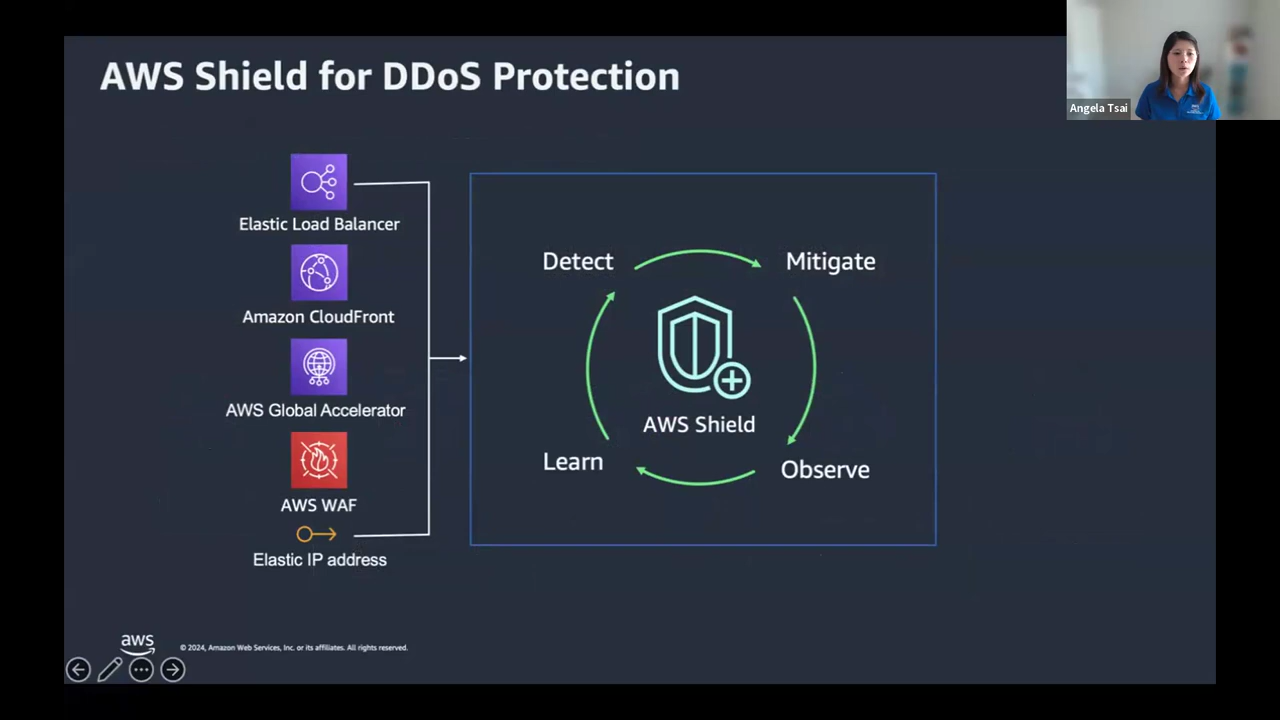 AWS Shield for DDoS Protection
Angela Tsai
Elastic Load Balancer
Amazon CloudFront
AWS Global Accelerator
AWS WAF
Elastic IP address
Detect
Mitigate
AWS Shield
Learn
Observe
aws
© 2024, Amazon Web Services, Inc. or its affiliates. All rights reserved.